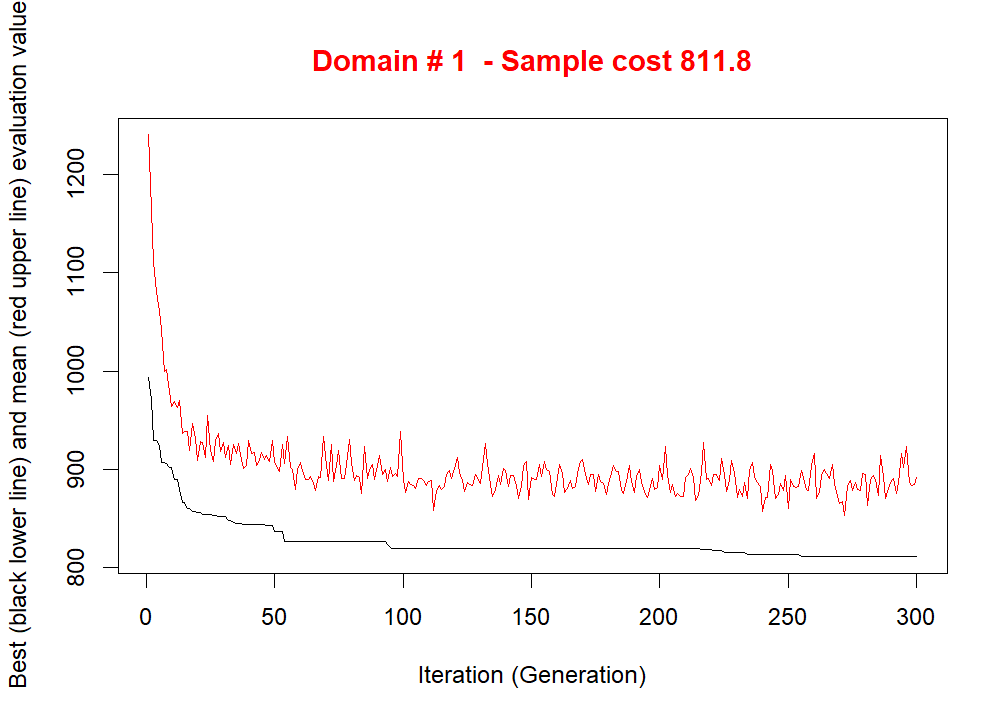 Domain # 1  - Sample cost 811.8
Best (black lower line) and mean (red upper line) evaluation value
1200
1100
1000
900
800
0 50 100 150 200 250 300
Iteration (Generation)